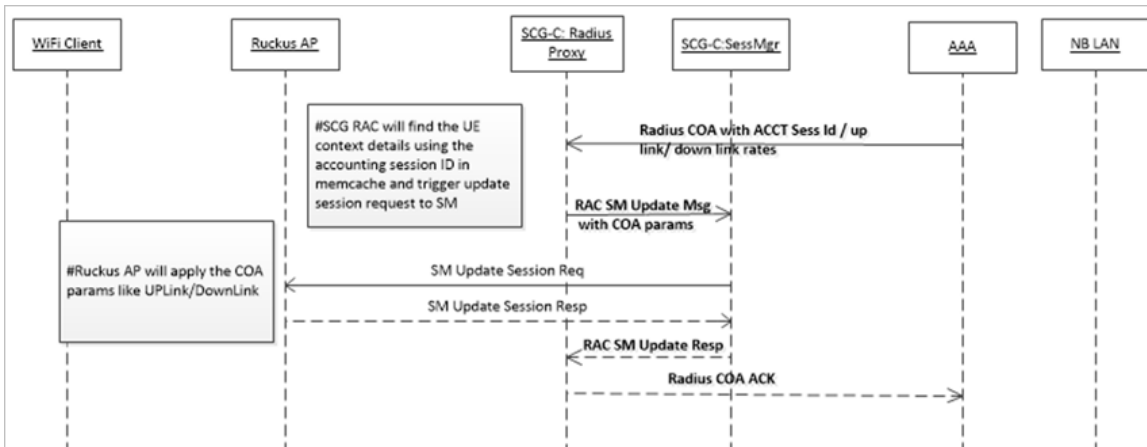 WiFi Client
Ruckus AP
SCG-C: Radius
Proxy
SCG-C:SessMgr
AAA
NB LAN
#SCG RAC will find the UE
context details using the
accounting session ID in
memcache and trigger update
session request to SM
Radius COA with ACCT Sess Id / up
link/ down link rates
RAC SM Update Msg
with COA params
#Ruckus AP will apply the COA
params like UPLink/DownLink
SM Update Session Req
SM Update Session Resp
RAC SM Update Resp
Radius COA ACK